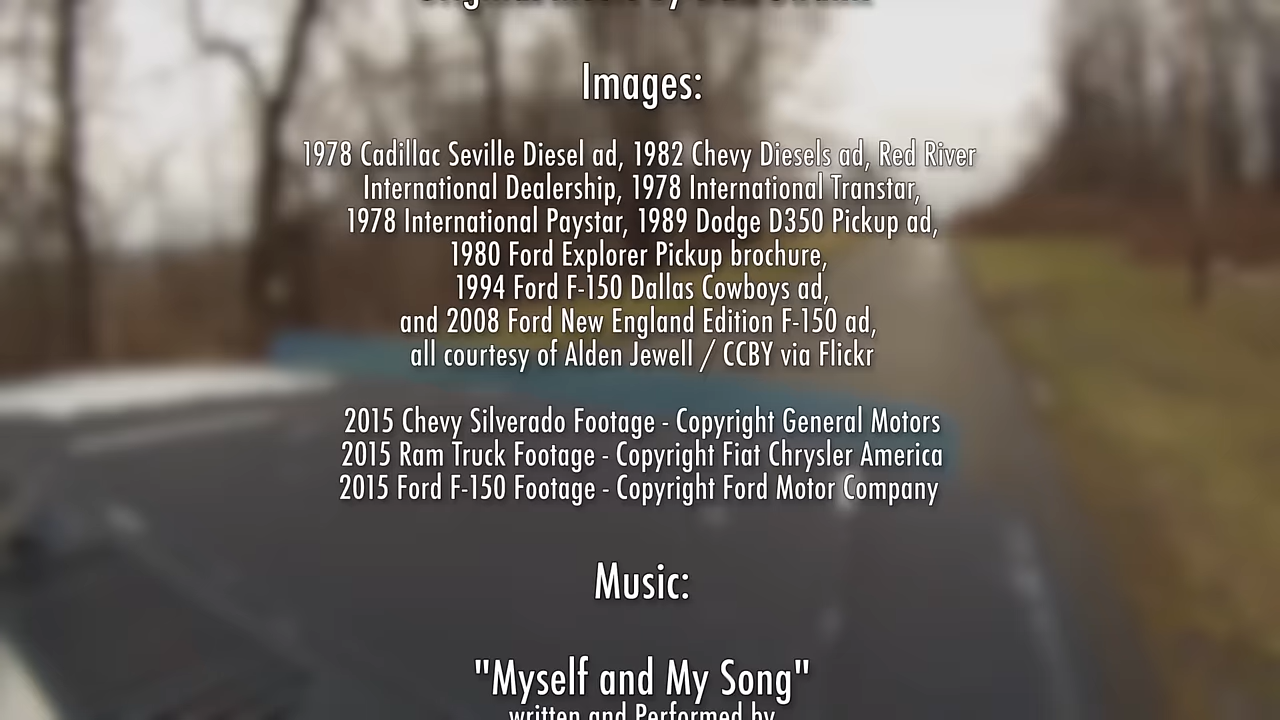 Images:
1978 Cadillac Seville Diesel ad, 1982 Chevy Diesels ad, Red River
International Dealership, 1978 International Transtar,
1978 International Paystar, 1989 Dodge D350 Pickup ad,
1980 Ford Explorer Pickup brochure,
1994 Ford F-150 Dallas Cowboys ad,
and 2008 Ford New England Edition F-150 ad,
all courtesy of Alden Jewell / CCBY via Flickr
2015 Chevy Silverado Footage - Copyright General Motors
2015 Ram Truck Footage - Copyright Fiat Chrysler America
2015 Ford F-150 Footage - Copyright Ford Motor Company
Music:
"Myself and My Song"
written and Performed by